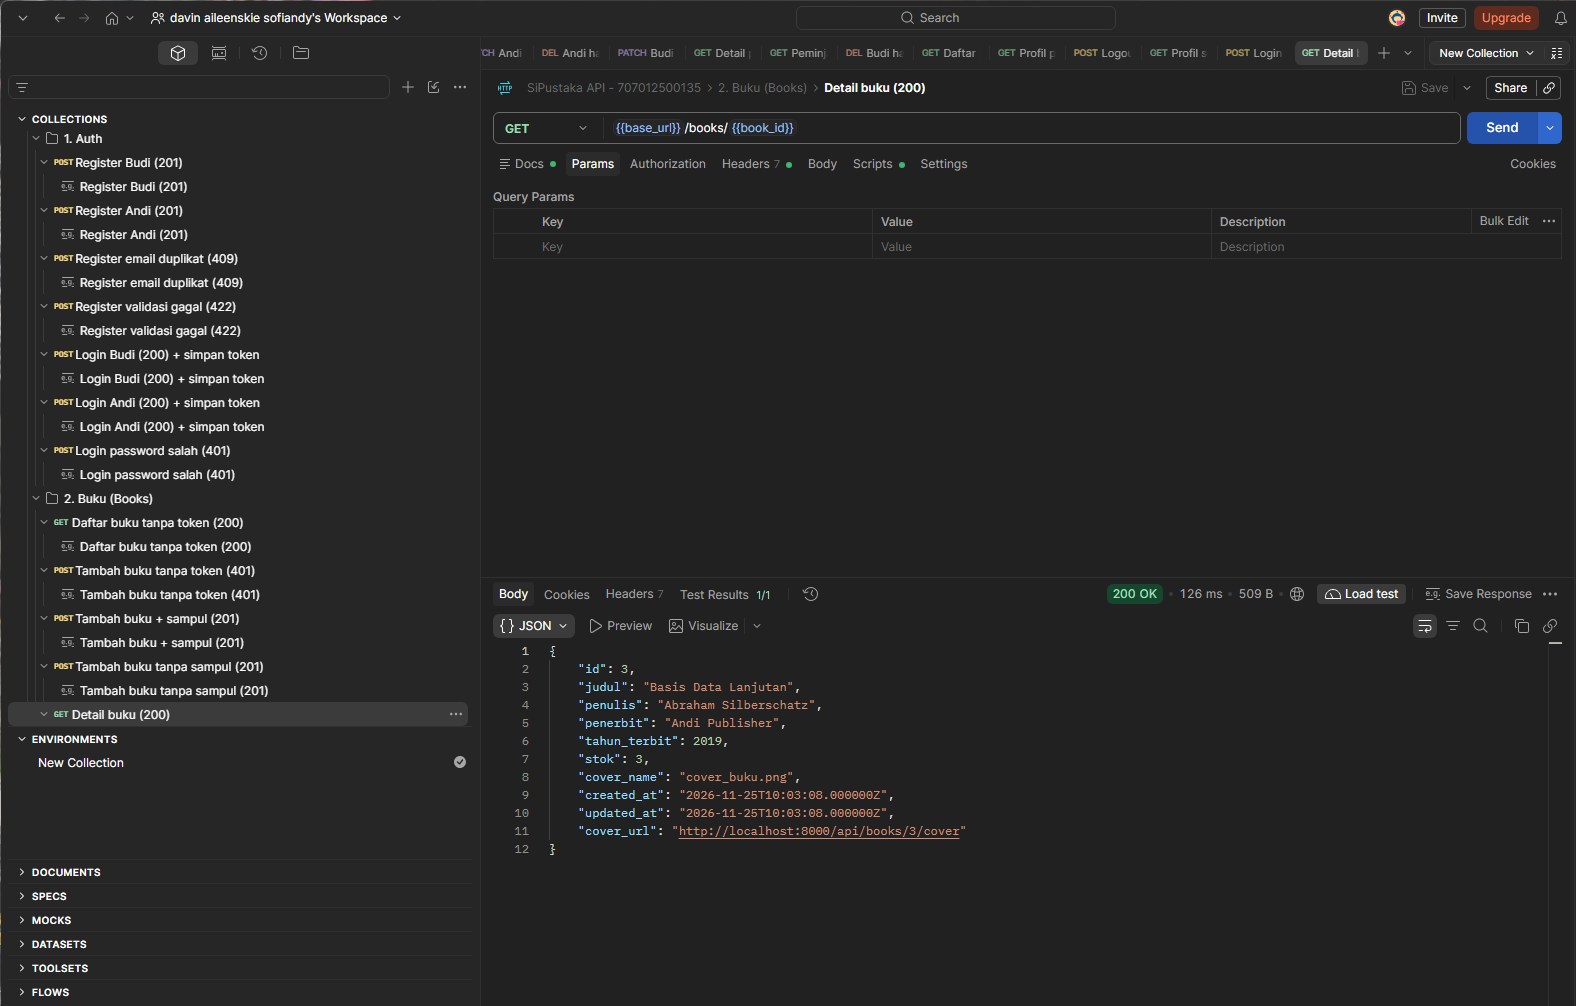 davin aileenskie sofiandy's Workspace
Search
Invite
Upgrade
CH Andi
DEL Andi ha
PATCH Budi
GET Detail
GET Peminj
DEL Budi ha
GET Daftar
GET Profil p
POST Logou
GET Profil s
POST Login
GET Detail
New Collection
HTTP
SiPustaka API - 707012500135 > 2. Buku (Books) > Detail buku (200)
Save
Share
GET
{{base_url}} /books/ {{book_id}}
Send
Docs
Params
Authorization
Headers 7
Body
Scripts
Settings
Cookies
Query Params
Key
Value
Description
Bulk Edit
Key
Value
Description
COLLECTIONS
1. Auth
POST Register Budi (201)
e.g. Register Budi (201)
POST Register Andi (201)
e.g. Register Andi (201)
POST Register email duplikat (409)
e.g. Register email duplikat (409)
POST Register validasi gagal (422)
e.g. Register validasi gagal (422)
POST Login Budi (200) + simpan token
e.g. Login Budi (200) + simpan token
POST Login Andi (200) + simpan token
e.g. Login Andi (200) + simpan token
POST Login password salah (401)
e.g. Login password salah (401)
2. Buku (Books)
GET Daftar buku tanpa token (200)
e.g. Daftar buku tanpa token (200)
POST Tambah buku tanpa token (401)
e.g. Tambah buku tanpa token (401)
POST Tambah buku + sampul (201)
e.g. Tambah buku + sampul (201)
POST Tambah buku tanpa sampul (201)
e.g. Tambah buku tanpa sampul (201)
GET Detail buku (200)
ENVIRONMENTS
New Collection
DOCUMENTS
SPECS
MOCKS
DATASETS
TOOLSETS
FLOWS
Body
Cookies
Headers 7
Test Results 1/1
200 OK
126 ms
509 B
Load test
e.g. Save Response
{} JSON
Preview
Visualize
1 {
2 "id": 3,
3 "judul": "Basis Data Lanjutan",
4 "penulis": "Abraham Silberschatz",
5 "penerbit": "Andi Publisher",
6 "tahun_terbit": 2019,
7 "stok": 3,
8 "cover_name": "cover_buku.png",
9 "created_at": "2026-11-25T10:03:08.000000Z",
10 "updated_at": "2026-11-25T10:03:08.000000Z",
11 "cover_url": "http://localhost:8000/api/books/3/cover"
12 }